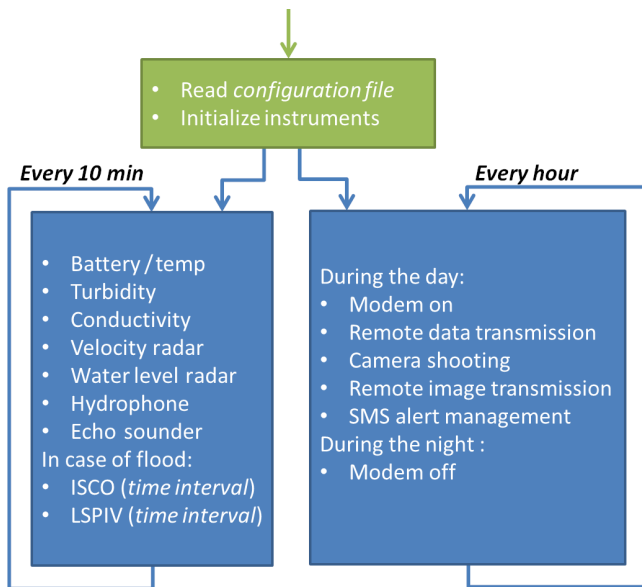 • Read configuration file
• Initialize instruments
Every 10 min
Every hour
• Battery / temp
• Turbidity
• Conductivity
• Velocity radar
• Water level radar
• Hydrophone
• Echo sounder
In case of flood:
• ISCO (time interval)
• LSPIV (time interval)
During the day:
• Modem on
• Remote data transmission
• Camera shooting
• Remote image transmission
• SMS alert management
During the night :
• Modem off